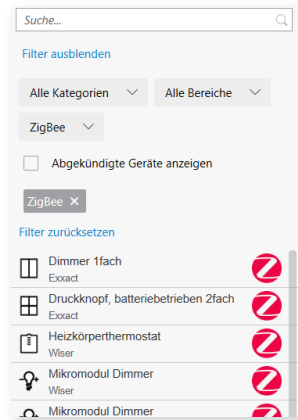 Suche...
Filter ausblenden
Alle Kategorien
Alle Bereiche
ZigBee
Abgekündigte Geräte anzeigen
ZigBee ×
Filter zurücksetzen
Dimmer 1fach
Exxact
Druckknopf, batteriebetrieben 2fach
Exxact
Heizkörperthermostat
Wiser
Mikromodul Dimmer
Wiser
Mikromodul Dimmer